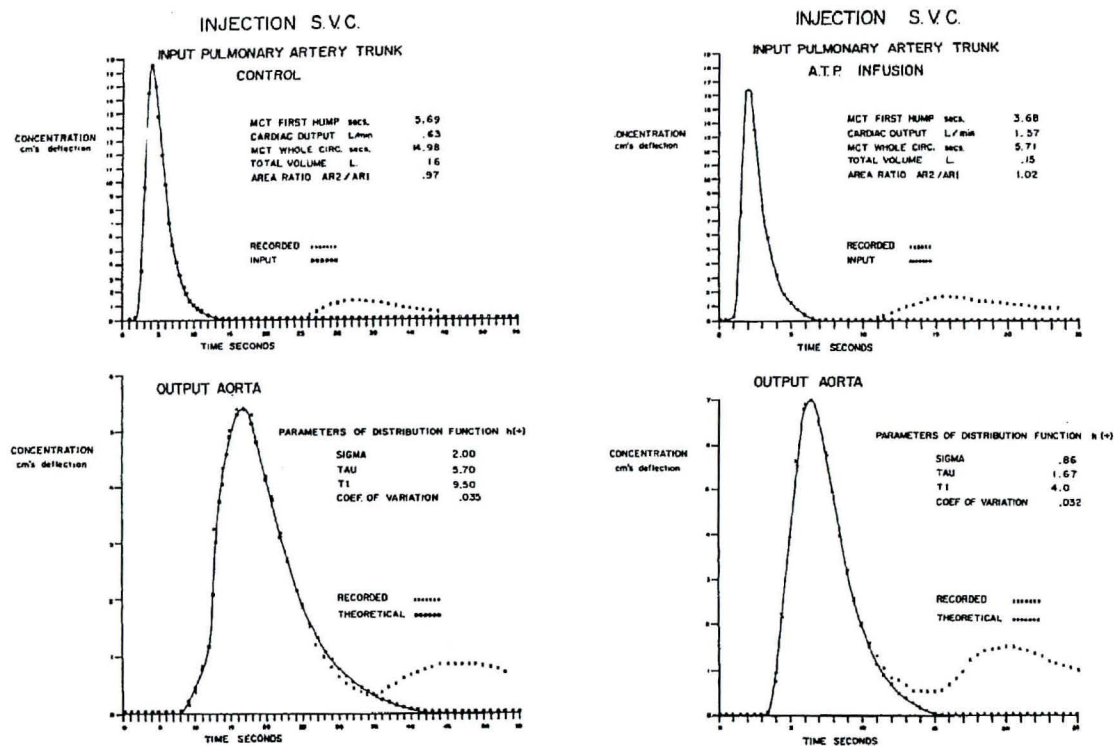 INJECTION S.V.C.
INPUT PULMONARY ARTERY TRUNK
CONTROL
CONCENTRATION
cm's deflection
MCT FIRST HUMP secs. 5.69
CARDIAC OUTPUT L/min .63
MCT WHOLE CIRC. secs. 14.98
TOTAL VOLUME L. 16
AREA RATIO AR2/AR1 .97
RECORDED
INPUT
TIME SECONDS
OUTPUT AORTA
CONCENTRATION
cm's deflection
PARAMETERS OF DISTRIBUTION FUNCTION h(+)
SIGMA 2.00
TAU 5.70
T1 9.50
COEF. OF VARIATION .035
RECORDED
THEORETICAL
TIME SECONDS
INJECTION S.V.C.
INPUT PULMONARY ARTERY TRUNK
A.T.P. INFUSION
.ONCENTRATION
cm's deflection
MCT FIRST HUMP secs. 3.68
CARDIAC OUTPUT L/min 1.57
MCT WHOLE CIRC. secs. 5.71
TOTAL VOLUME L. .15
AREA RATIO AR2/AR1 1.02
RECORDED
INPUT
TIME SECONDS
OUTPUT AORTA
CONCENTRATION
cm's deflection
PARAMETERS OF DISTRIBUTION FUNCTION h(+)
SIGMA .86
TAU 1.67
T1 4.0
COEF OF VARIATION .032
RECORDED
THEORETICAL
TIME SECONDS